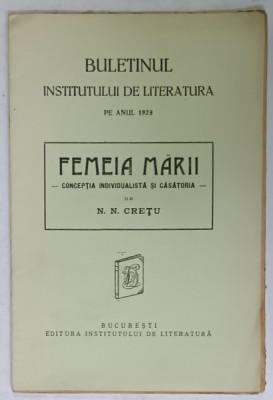 BULETINUL
INSTITUTULUI DE LITERATURA
PE ANUL 1928
FEMEIA MĂRII
— CONCEPȚIA INDIVIDUALISTĂ ȘI CĂSĂTORIA —
DE
N. N. CREȚU
BUCUREȘTI
EDITURA INSTITUTULUI DE LITERATURĂ